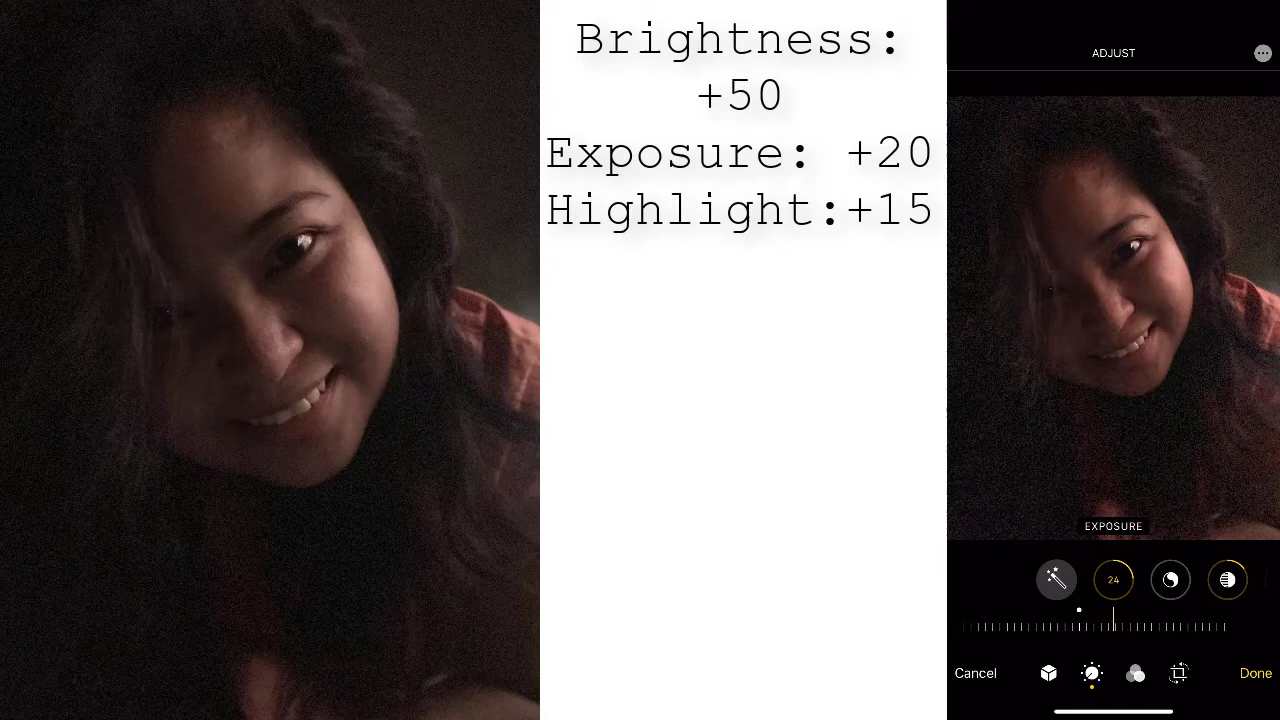 Brightness:
+50
Exposure: +20
Highlight:+15
ADJUST
EXPOSURE
24
Cancel
Done